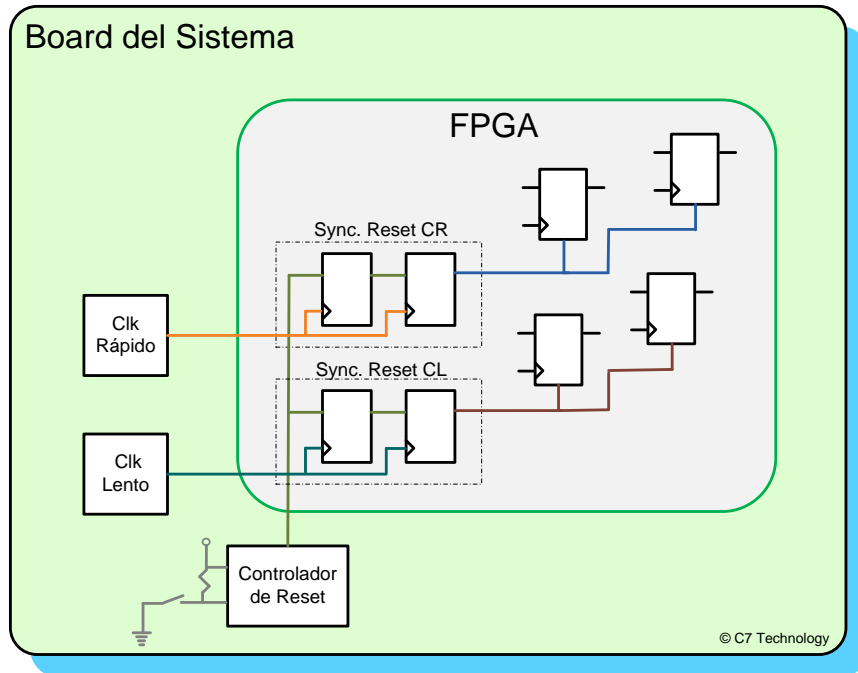 Board del Sistema
FPGA
Sync. Reset CR
Clk
Rápido
Sync. Reset CL
Clk
Lento
Controlador
de Reset
© C7 Technology